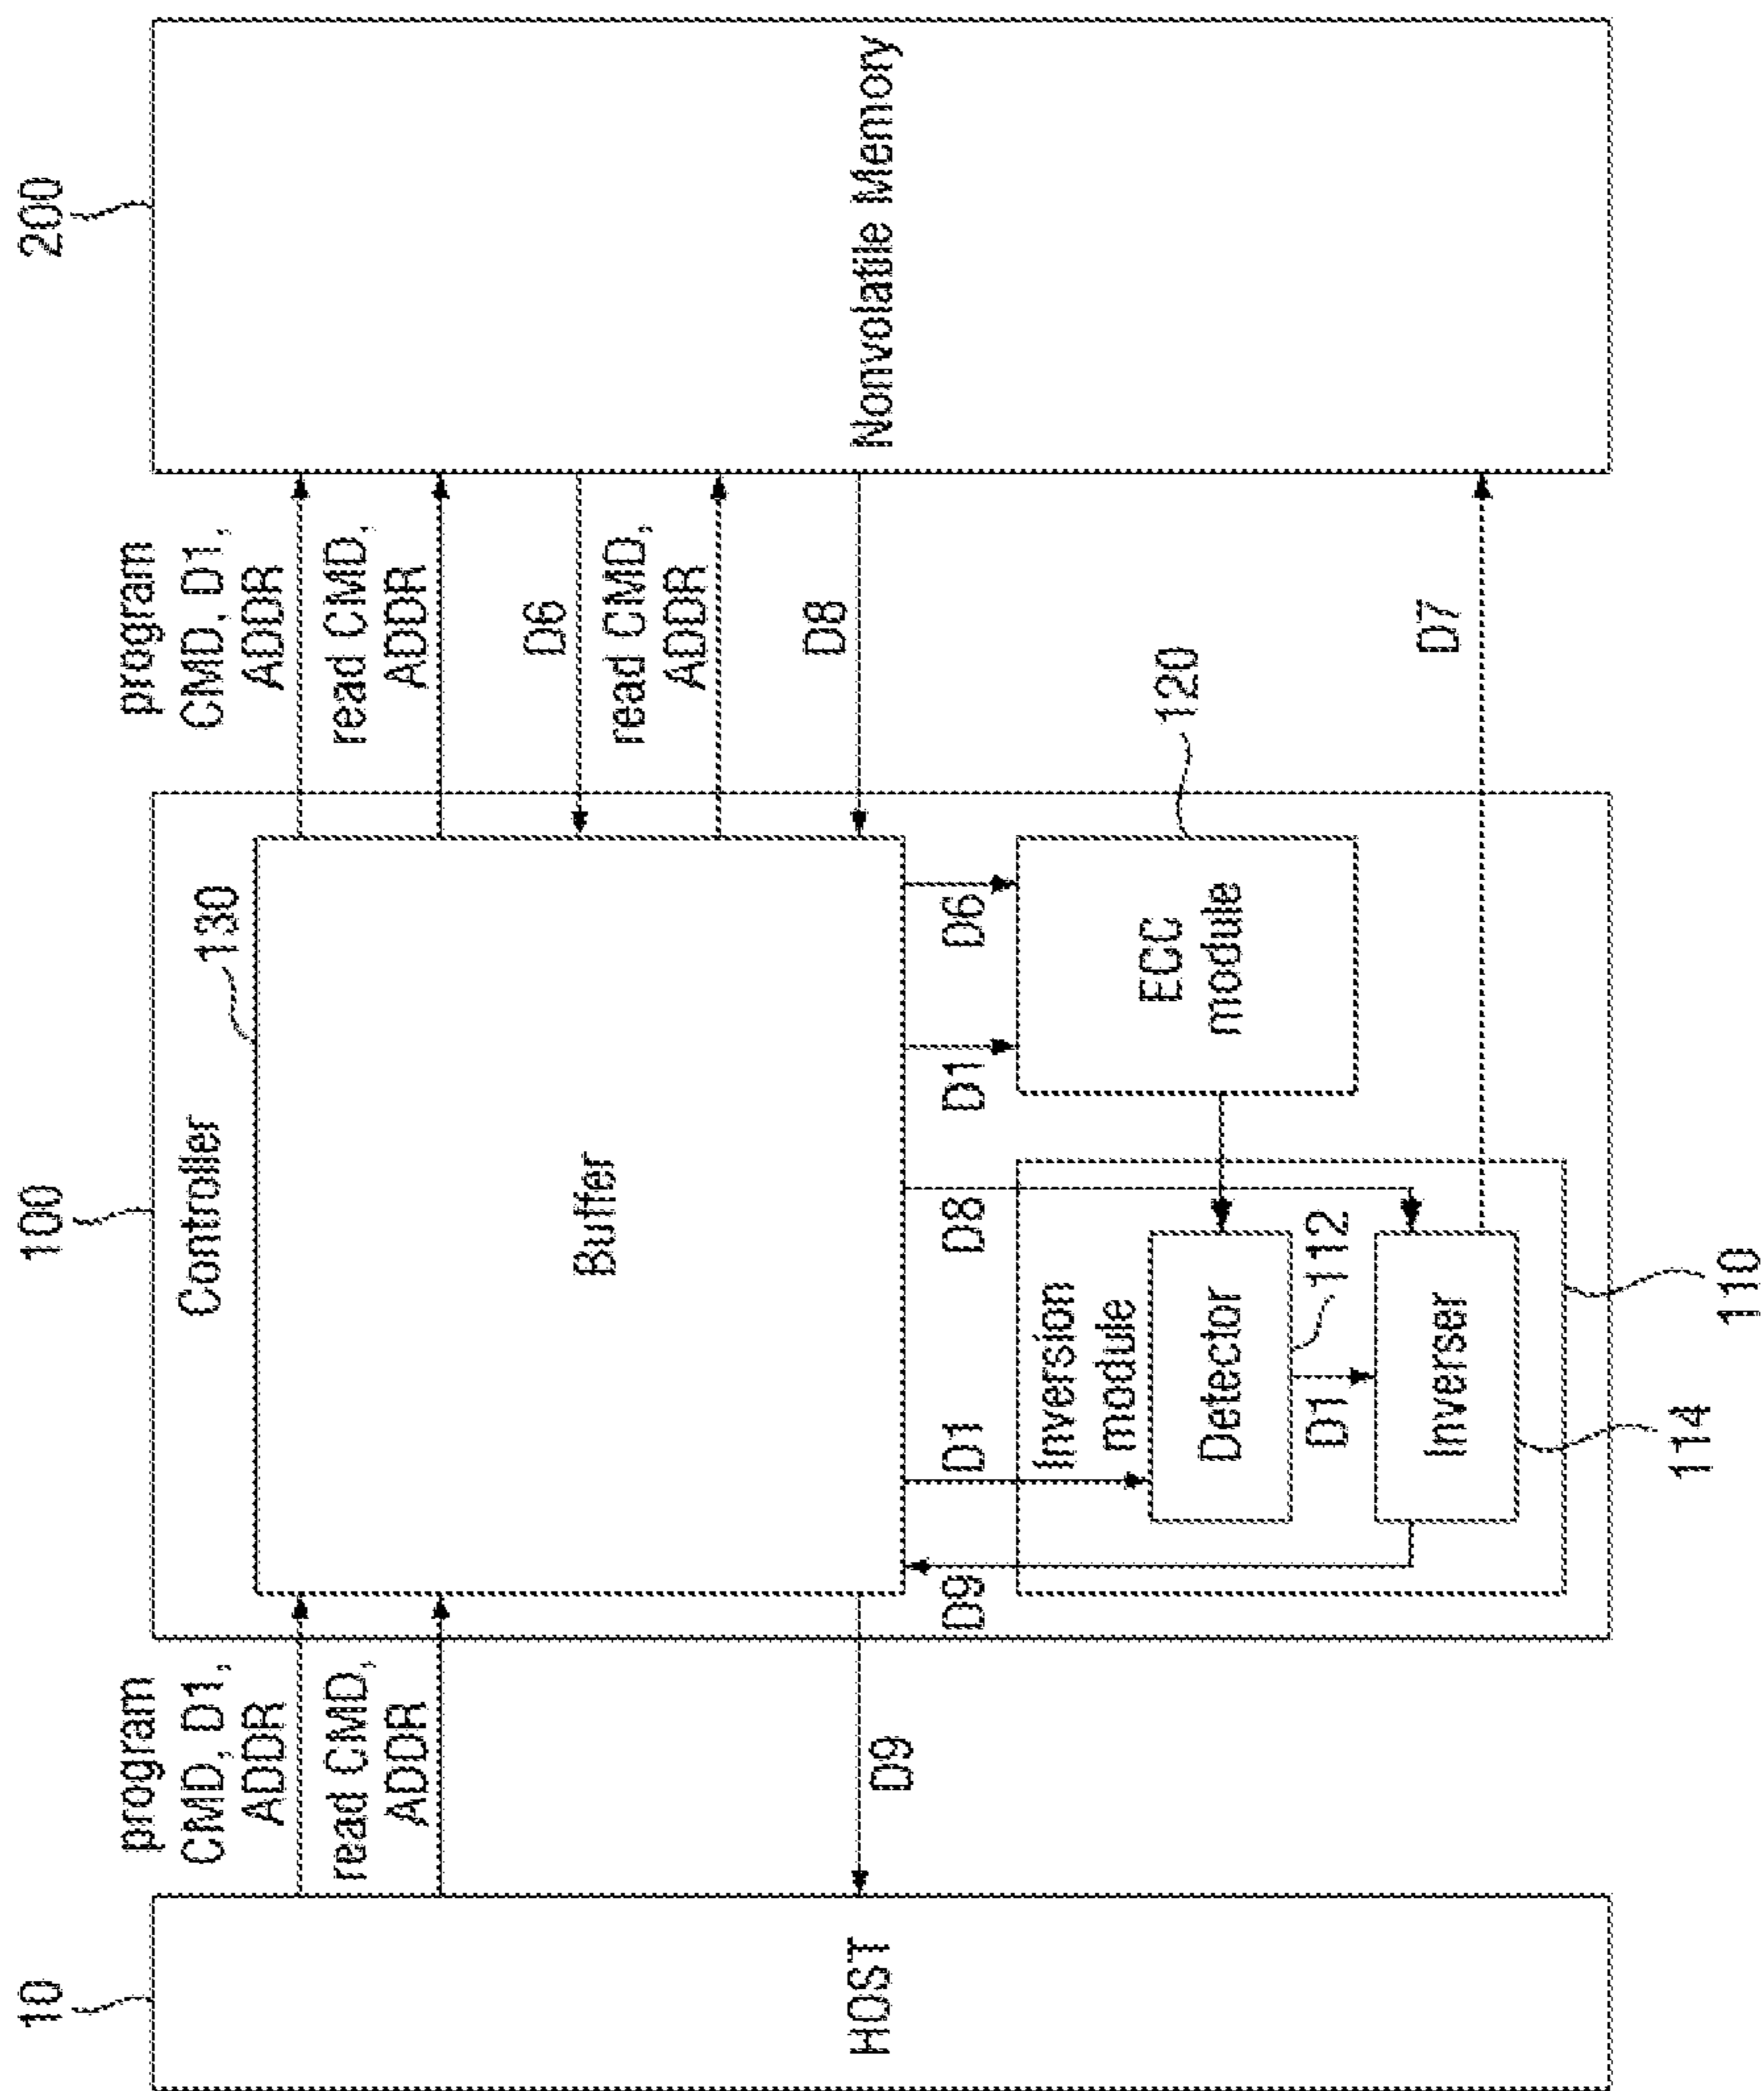 10
100
200
HOST
program
CMD, D1,
ADDR
read CMD,
ADDR
D9
Controller
130
Buffer
program
CMD, D1,
ADDR
read CMD,
ADDR
D6
read CMD,
ADDR
D8
Nonvolatile Memory
D9
D1
D8
D1
D6
Inversion
module
Detector
112
D1
Inverser
114
110
ECC
module
120
D7